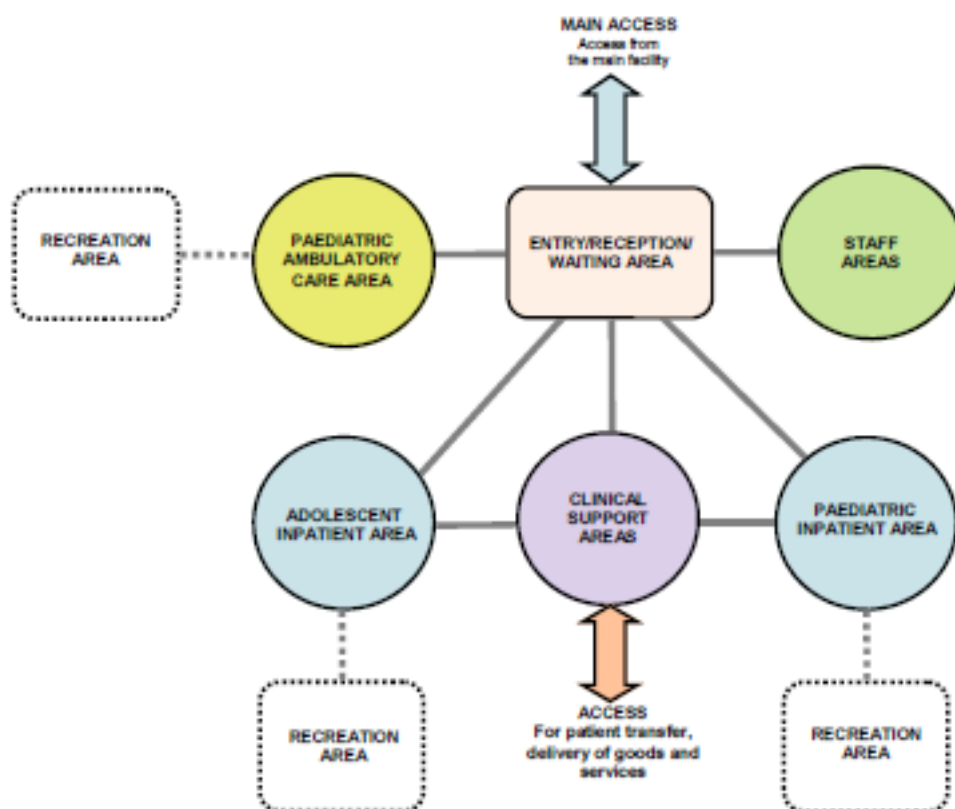 MAIN ACCESS
Access from
the main facility
RECREATION
AREA
PAEDIATRIC
AMBULATORY
CARE AREA
ENTRY/RECEPTION/
WAITING AREA
STAFF
AREAS
ADOLESCENT
INPATIENT AREA
CLINICAL
SUPPORT
AREAS
PAEDIATRIC
INPATIENT AREA
RECREATION
AREA
ACCESS
For patient transfer,
delivery of goods and
services
RECREATION
AREA